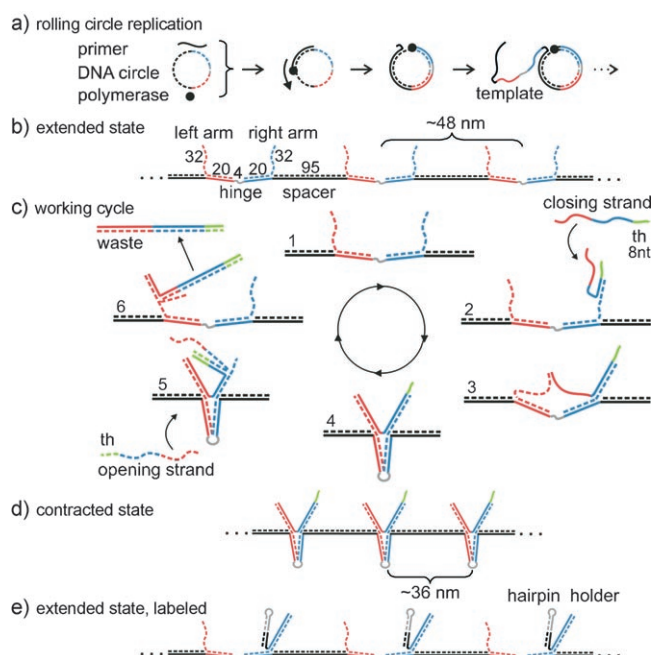 a) rolling circle replication
primer
DNA circle
polymerase
template
b) extended state
left arm right arm
~48 nm
32 32
20 4 20 95
hinge spacer
c) working cycle
closing strand
waste
th
8nt
1
2
6
3
5
4
th
opening strand
d) contracted state
~36 nm
e) extended state, labeled
hairpin holder